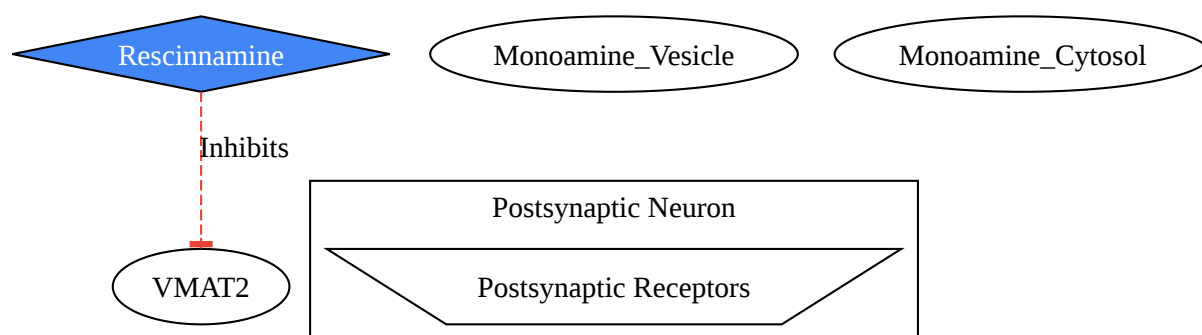 Rescinnamine
Monoamine_Vesicle
Monoamine_Cytosol
Inhibits
Postsynaptic Neuron
VMAT2
Postsynaptic Receptors